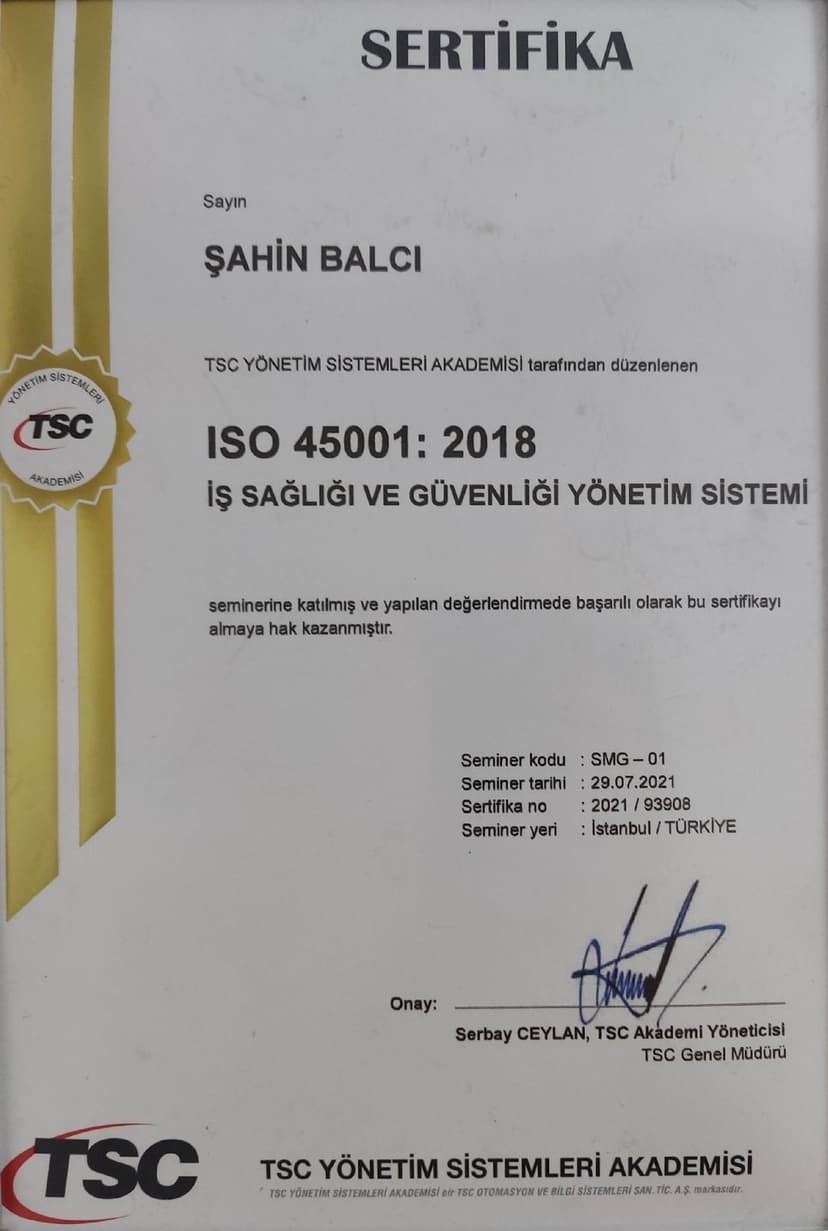 SERTİFİKA
Sayın
ŞAHİN BALCI
TSC YÖNETİM SİSTEMLERİ AKADEMİSİ tarafından düzenlenen
YÖNETİM SİSTEMLERİ
TSC
AKADEMİSİ
ISO 45001: 2018
İŞ SAĞLIĞI VE GÜVENLİĞİ YÖNETİM SİSTEMİ
seminerine katılmış ve yapılan değerlendirmede başarılı olarak bu sertifikayı
almaya hak kazanmıştır.
Seminer kodu : SMG – 01
Seminer tarihi : 29.07.2021
Sertifika no : 2021 / 93908
Seminer yeri : İstanbul / TÜRKİYE
Onay:
Serbay CEYLAN, TSC Akademi Yöneticisi
TSC Genel Müdürü
TSC
TSC YÖNETİM SİSTEMLERİ AKADEMİSİ
TSC YÖNETİM SİSTEMLERİ AKADEMİSİ bir TSC OTOMASYON VE BİLGİ SİSTEMLERİ SAN. TİC. A.Ş. markasıdır.